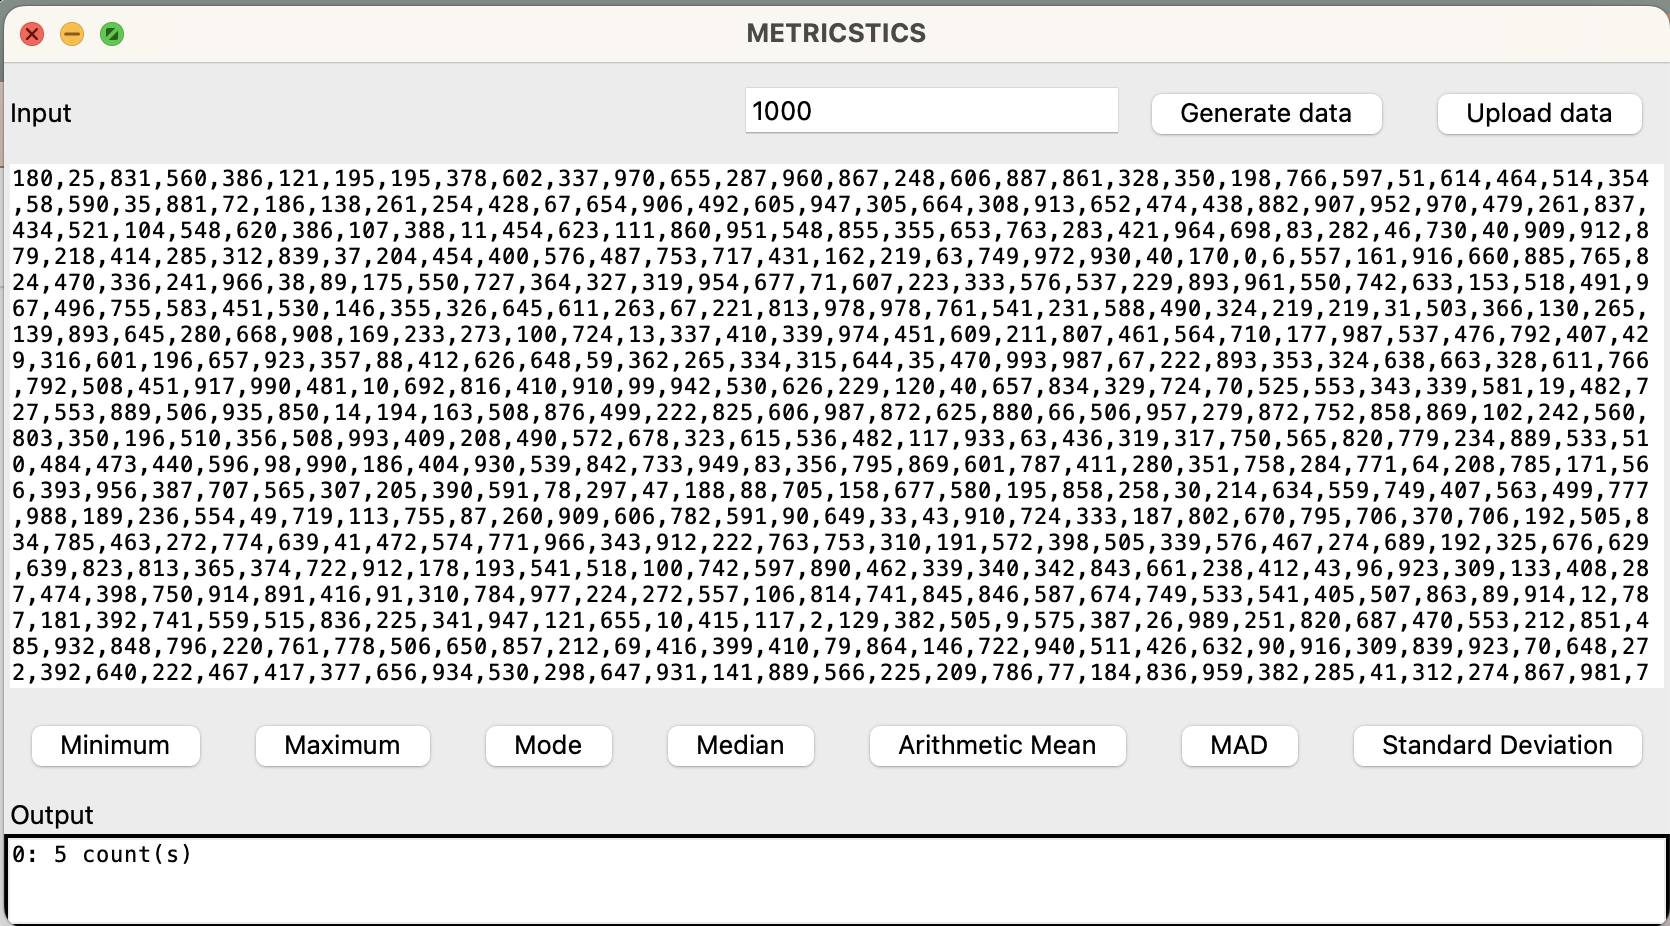 METRICSTICS
Input
1000
Generate data
Upload data
180,25,831,560,386,121,195,195,378,602,337,970,655,287,960,867,248,606,887,861,328,350,198,766,597,51,614,464,514,354
,58,590,35,881,72,186,138,261,254,428,67,654,906,492,605,947,305,664,308,913,652,474,438,882,907,952,970,479,261,837,
434,521,104,548,620,386,107,388,11,454,623,111,860,951,548,855,355,653,763,283,421,964,698,83,282,46,730,40,909,912,8
79,218,414,285,312,839,37,204,454,400,576,487,753,717,431,162,219,63,749,972,930,40,170,0,6,557,161,916,660,885,765,8
24,470,336,241,966,38,89,175,550,727,364,327,319,954,677,71,607,223,333,576,537,229,893,961,550,742,633,153,518,491,9
67,496,755,583,451,530,146,355,326,645,611,263,67,221,813,978,978,761,541,231,588,490,324,219,219,31,503,366,130,265,
139,893,645,280,668,908,169,233,273,100,724,13,337,410,339,974,451,609,211,807,461,564,710,177,987,537,476,792,407,42
9,316,601,196,657,923,357,88,412,626,648,59,362,265,334,315,644,35,470,993,987,67,222,893,353,324,638,663,328,611,766
,792,508,451,917,990,481,10,692,816,410,910,99,942,530,626,229,120,40,657,834,329,724,70,525,553,343,339,581,19,482,7
27,553,889,506,935,850,14,194,163,508,876,499,222,825,606,987,872,625,880,66,506,957,279,872,752,858,869,102,242,560,
803,350,196,510,356,508,993,409,208,490,572,678,323,615,536,482,117,933,63,436,319,317,750,565,820,779,234,889,533,51
0,484,473,440,596,98,990,186,404,930,539,842,733,949,83,356,795,869,601,787,411,280,351,758,284,771,64,208,785,171,56
6,393,956,387,707,565,307,205,390,591,78,297,47,188,88,705,158,677,580,195,858,258,30,214,634,559,749,407,563,499,777
,988,189,236,554,49,719,113,755,87,260,909,606,782,591,90,649,33,43,910,724,333,187,802,670,795,706,370,706,192,505,8
34,785,463,272,774,639,41,472,574,771,966,343,912,222,763,753,310,191,572,398,505,339,576,467,274,689,192,325,676,629
,639,823,813,365,374,722,912,178,193,541,518,100,742,597,890,462,339,340,342,843,661,238,412,43,96,923,309,133,408,28
7,474,398,750,914,891,416,91,310,784,977,224,272,557,106,814,741,845,846,587,674,749,533,541,405,507,863,89,914,12,78
7,181,392,741,559,515,836,225,341,947,121,655,10,415,117,2,129,382,505,9,575,387,26,989,251,820,687,470,553,212,851,4
85,932,848,796,220,761,778,506,650,857,212,69,416,399,410,79,864,146,722,940,511,426,632,90,916,309,839,923,70,648,27
2,392,640,222,467,417,377,656,934,530,298,647,931,141,889,566,225,209,786,77,184,836,959,382,285,41,312,274,867,981,7
Minimum
Maximum
Mode
Median
Arithmetic Mean
MAD
Standard Deviation
Output
0: 5 count(s)